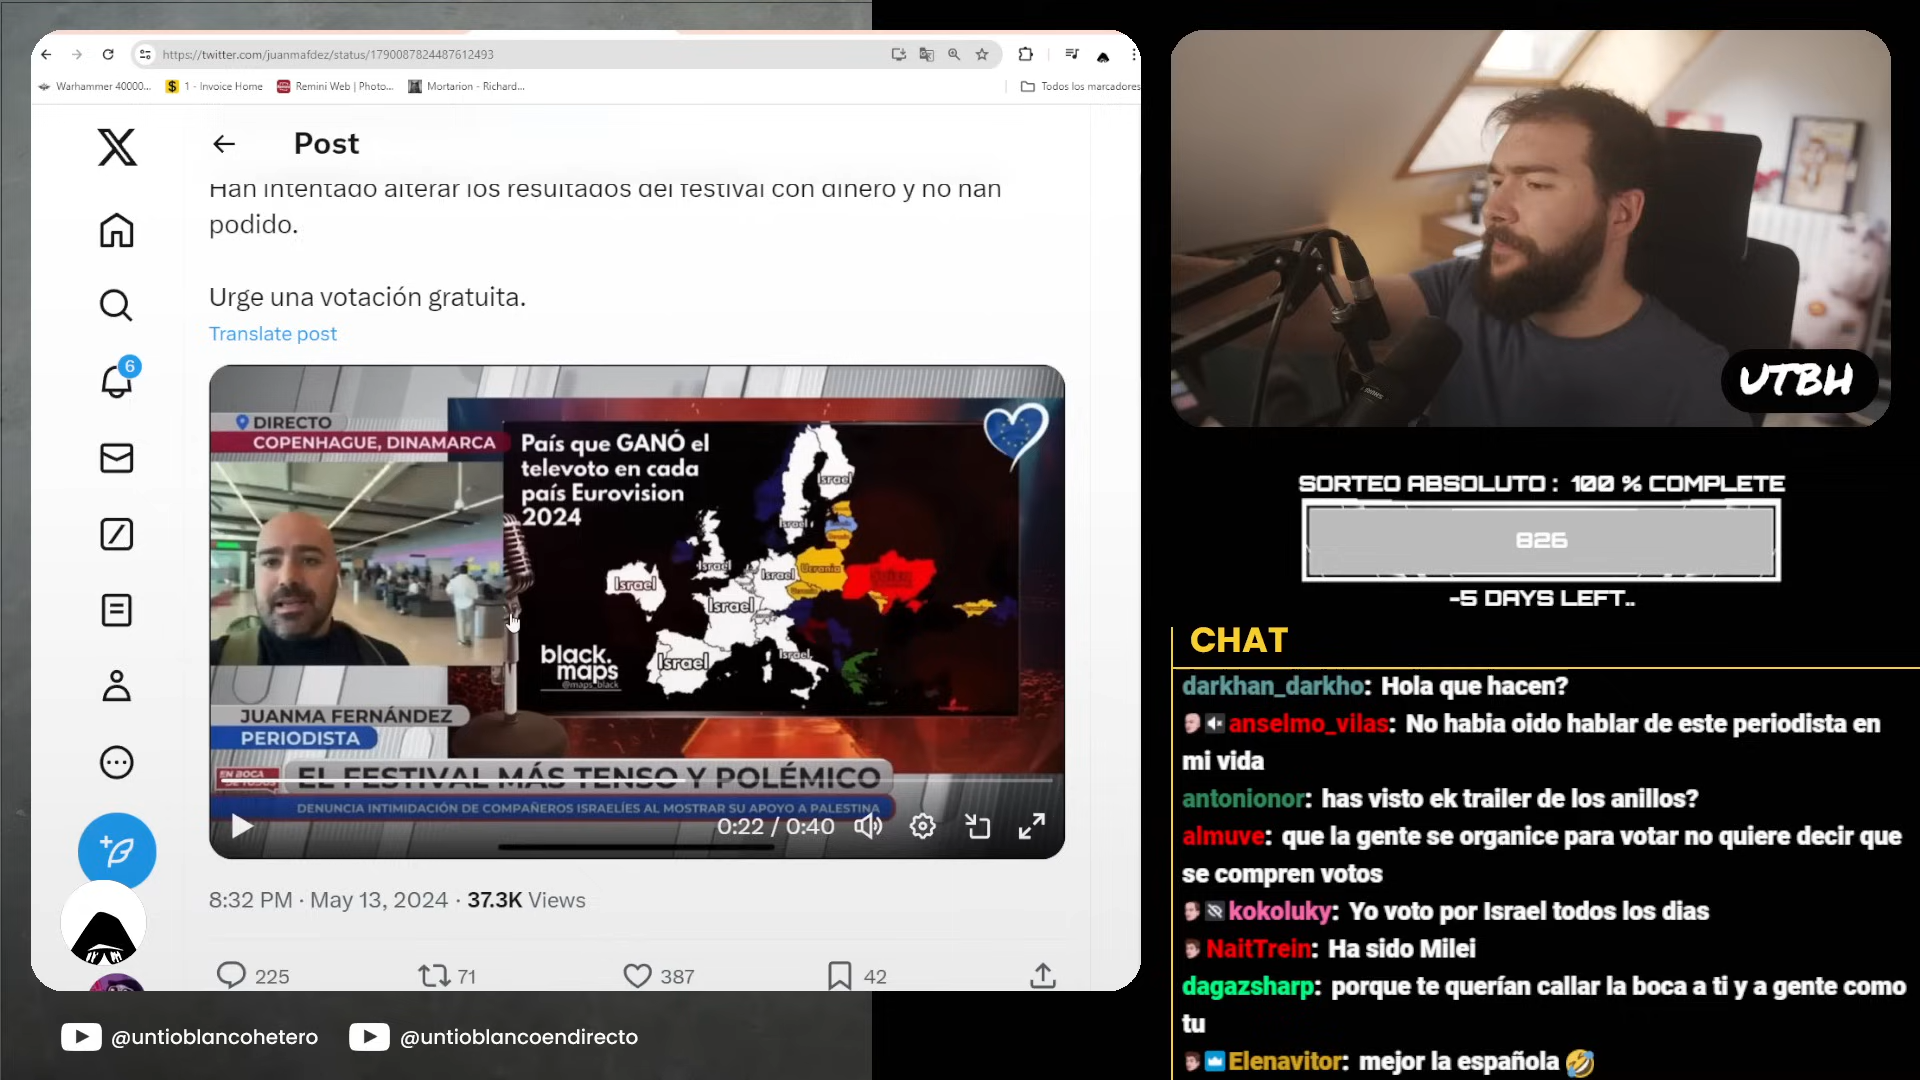 https://twitter.com/juanmafdez/status/1790087824487612493
Warhammer 40000...
1 - Invoice Home
Remini Web | Photo...
Mortarion - Richard...
Todos los marcadores
Post
Han intentado alterar los resultados del festival con dinero y no han
podido.
Urge una votación gratuita.
Translate post
6
DIRECTO
COPENHAGUE, DINAMARCA
País que GANÓ el
televoto en cada
país Eurovision
2024
Israel
Israel
Israel
Israel
Israel
Israel
Israel
Israel
Ucrania
Suiza
black.
maps
@maps_black
JUANMA FERNÁNDEZ
PERIODISTA
EN BOCA
DE TODOS
EL FESTIVAL MÁS TENSO Y POLÉMICO
DENUNCIA INTIMIDACIÓN DE COMPAÑEROS ISRAELÍES AL MOSTRAR SU APOYO A PALESTINA
0:22 / 0:40
8:32 PM · May 13, 2024 · 37.3K Views
225
71
387
42
@untioblancohetero
@untioblancoendirecto
UTBH
SORTEO ABSOLUTO : 100 % COMPLETE
826
-5 DAYS LEFT..
CHAT
darkhan_darkho: Hola que hacen?
anselmo_vilas: No habia oido hablar de este periodista en
mi vida
antonionor: has visto ek trailer de los anillos?
almuve: que la gente se organice para votar no quiere decir que
se compren votos
kokoluky: Yo voto por Israel todos los dias
NaitTrein: Ha sido Milei
dagazsharp: porque te querían callar la boca a ti y a gente como
tu
Elenavitor: mejor la española 🤣